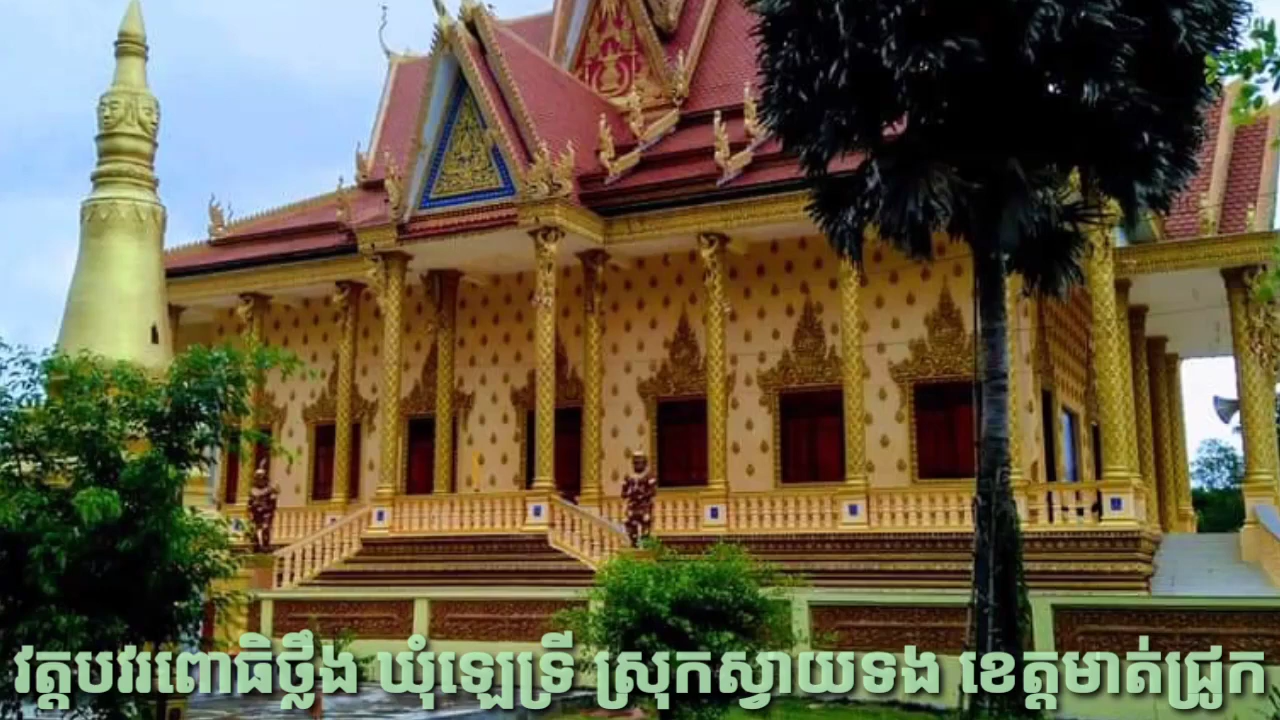 វត្តបវរពោធិថ្លឹង ឃុំឡេទ្រី ស្រុកស្វាយទង ខេត្តមាត់ជ្រូក